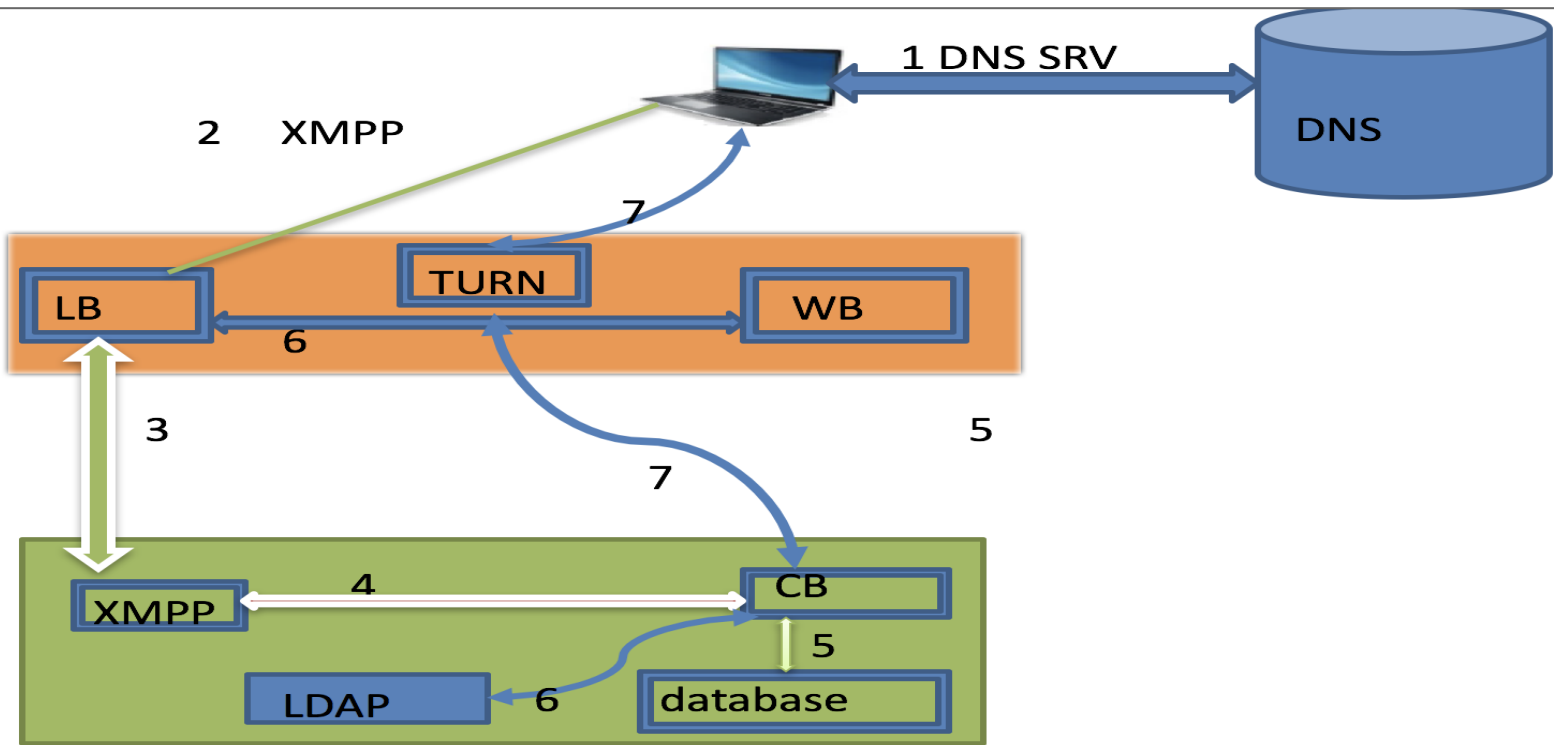 1 DNS SRV
2 XMPP
DNS
7
TURN
LB
WB
6
3
5
7
4
CB
XMPP
5
LDAP
6
database